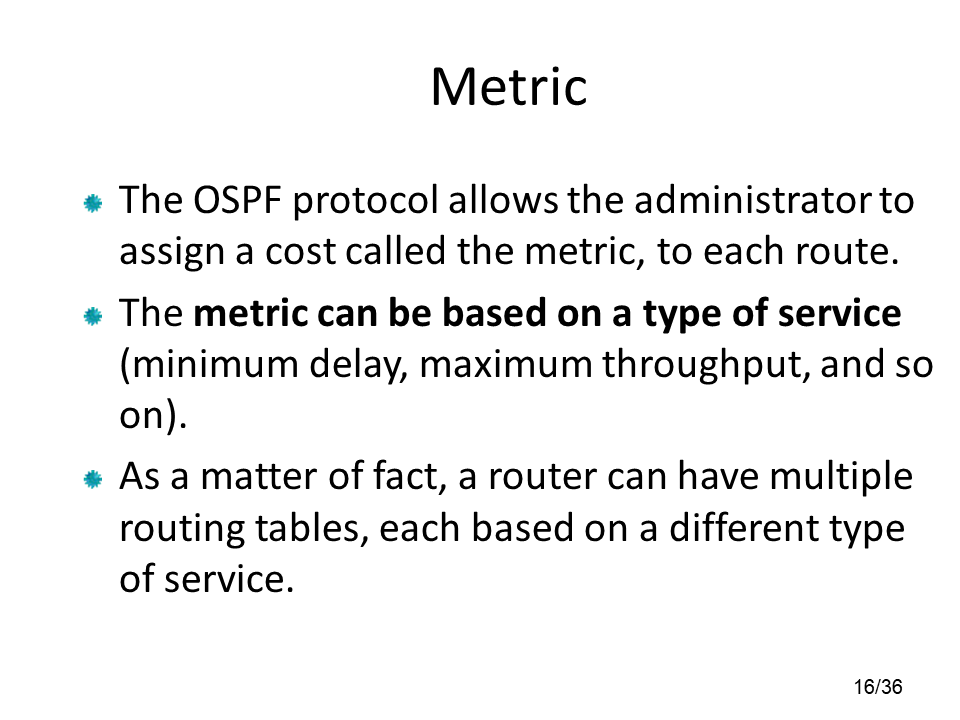 Metric
The OSPF protocol allows the administrator to
assign a cost called the metric, to each route.
The metric can be based on a type of service
(minimum delay, maximum throughput, and so
on).
As a matter of fact, a router can have multiple
routing tables, each based on a different type
of service.
16/36